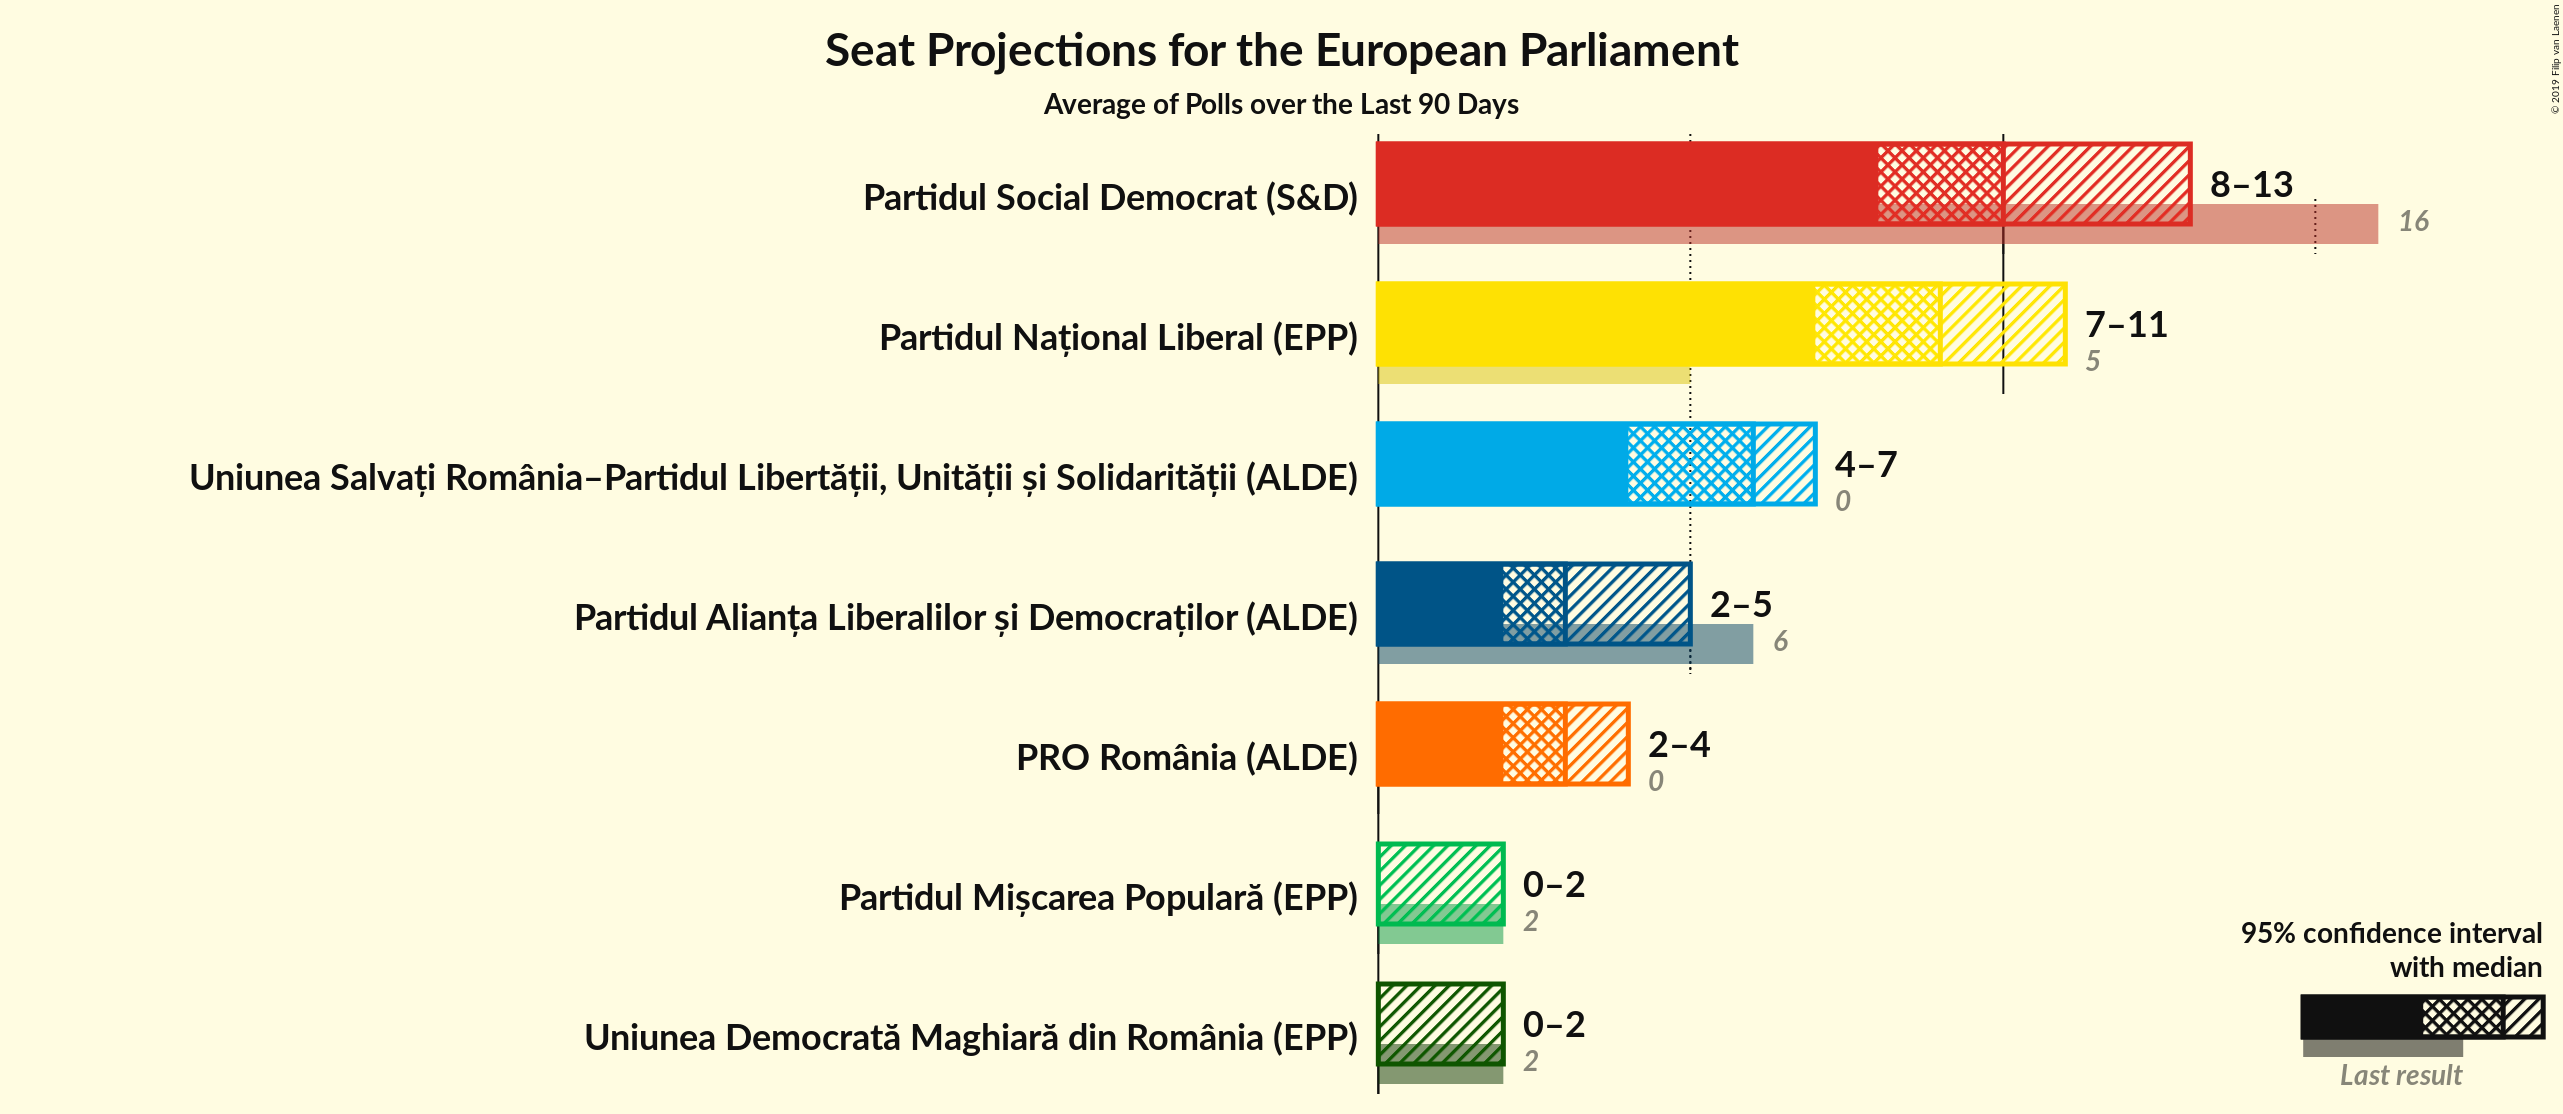 Seat Projections for the European Parliament
Average of Polls over the Last 90 Days
© 2019 Filip van Laenen
Partidul Social Democrat (S&D)
8–13
16
Partidul Național Liberal (EPP)
7–11
5
Uniunea Salvați România–Partidul Libertății, Unității și Solidarității (ALDE)
4–7
0
Partidul Alianța Liberalilor și Democraților (ALDE)
2–5
6
PRO România (ALDE)
2–4
0
Partidul Mișcarea Populară (EPP)
0–2
2
Uniunea Democrată Maghiară din România (EPP)
0–2
2
95% confidence interval
with median
Last result